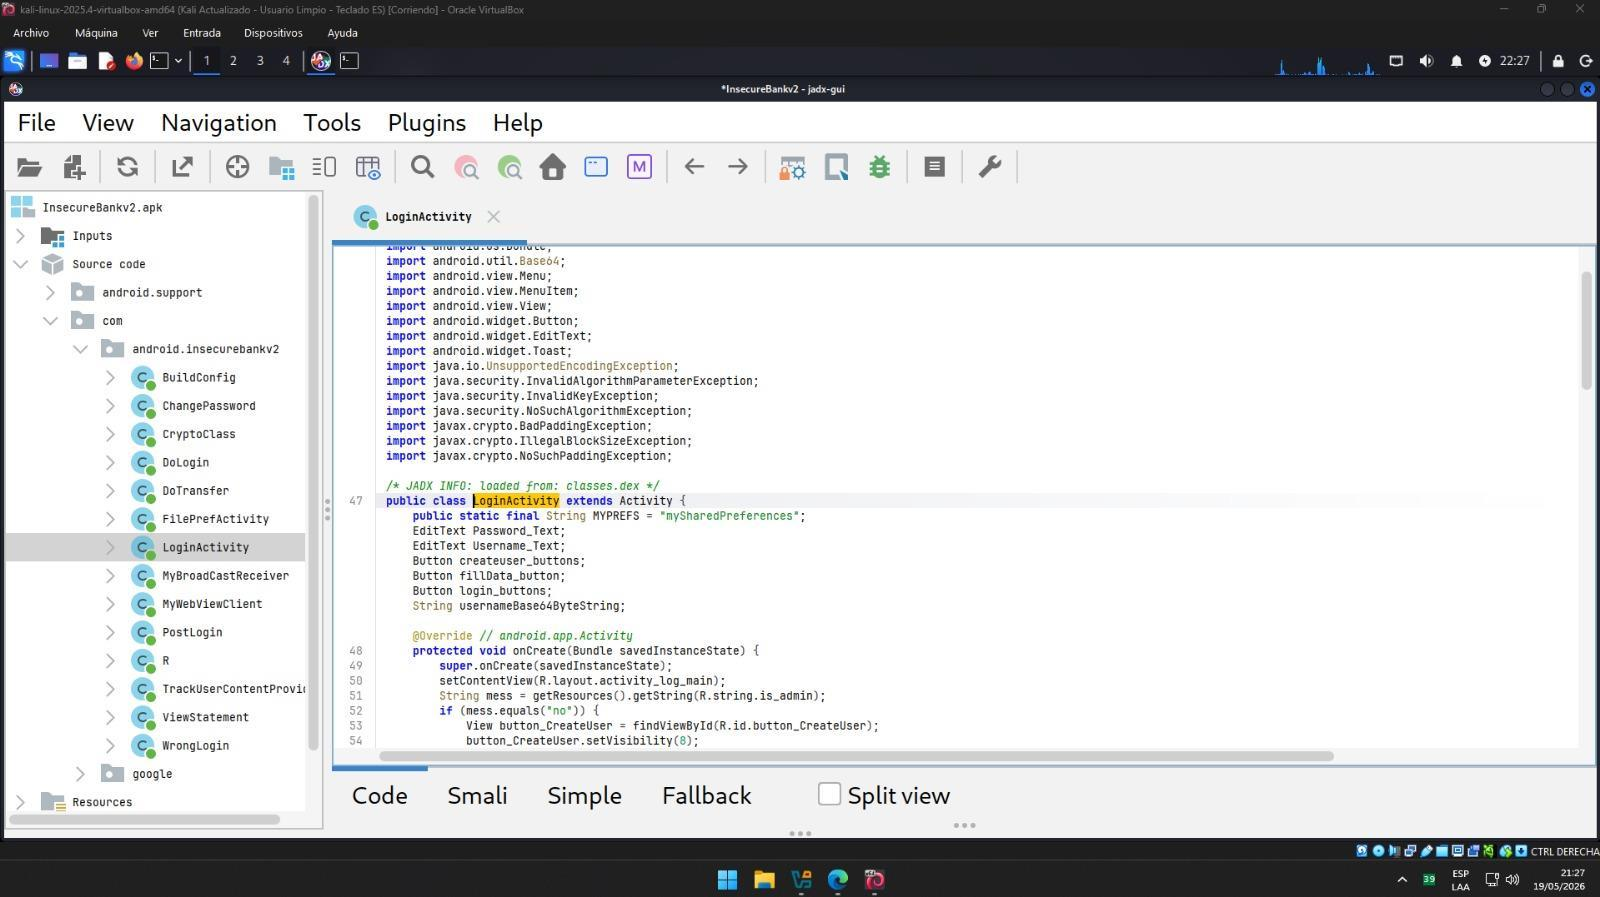 kali-linux-2025.4-virtualbox-amd64 (Kali Actualizado - Usuario Limpio - Teclado ES) [Corriendo] - Oracle VirtualBox
Archivo Máquina Ver Entrada Dispositivos Ayuda
1 2 3 4 22:27
*InsecureBankv2 - jadx-gui
File View Navigation Tools Plugins Help
InsecureBankv2.apk
Inputs
Source code
android.support
com
android.insecurebankv2
BuildConfig
ChangePassword
CryptoClass
DoLogin
DoTransfer
FilePrefActivity
LoginActivity
MyBroadCastReceiver
MyWebViewClient
PostLogin
R
TrackUserContentProvi
ViewStatement
WrongLogin
google
Resources
LoginActivity
import android.os.Bundle;
import android.util.Base64;
import android.view.Menu;
import android.view.MenuItem;
import android.view.View;
import android.widget.Button;
import android.widget.EditText;
import android.widget.Toast;
import java.io.UnsupportedEncodingException;
import java.security.InvalidAlgorithmParameterException;
import java.security.InvalidKeyException;
import java.security.NoSuchAlgorithmException;
import javax.crypto.BadPaddingException;
import javax.crypto.IllegalBlockSizeException;
import javax.crypto.NoSuchPaddingException;
/* JADX INFO: loaded from: classes.dex */
47 public class LoginActivity extends Activity {
public static final String MYPREFS = "mySharedPreferences";
EditText Password_Text;
EditText Username_Text;
Button createuser_buttons;
Button fillData_button;
Button login_buttons;
String usernameBase64ByteString;
@Override // android.app.Activity
48 protected void onCreate(Bundle savedInstanceState) {
49 super.onCreate(savedInstanceState);
50 setContentView(R.layout.activity_log_main);
51 String mess = getResources().getString(R.string.is_admin);
52 if (mess.equals("no")) {
53 View button_CreateUser = findViewById(R.id.button_CreateUser);
54 button_CreateUser.setVisibility(8);
Code Smali Simple Fallback Split view
CTRL DERECHA
39 ESP LAA 21:27 19/05/2026